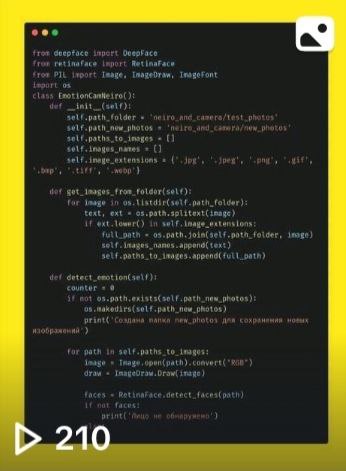 from deepface import DeepFace
from retinaface import RetinaFace
from PIL import Image, ImageDraw, ImageFont
import os
class EmotionCamNeiro():
    def __init__(self):
        self.path_folder = 'neiro_and_camera/test_photos'
        self.path_new_photos = 'neiro_and_camera/new_photos'
        self.paths_to_images = []
        self.images_names = []
        self.image_extensions = {'.jpg', '.jpeg', '.png', '.gif',
'.bmp', '.tiff', '.webp'}
    def get_images_from_folder(self):
        for image in os.listdir(self.path_folder):
            text, ext = os.path.splitext(image)
            if ext.lower() in self.image_extensions:
                full_path = os.path.join(self.path_folder, image)
                self.images_names.append(text)
                self.paths_to_images.append(full_path)
    def detect_emotion(self):
        counter = 0
        if not os.path.exists(self.path_new_photos):
            os.makedirs(self.path_new_photos)
            print('Создана папка new_photos для сохранения новых
изображений')
        for path in self.paths_to_images:
            image = Image.open(path).convert("RGB")
            draw = ImageDraw.Draw(image)
            faces = RetinaFace.detect_faces(path)
            if not faces:
                print('Лицо не обнаружено')
210